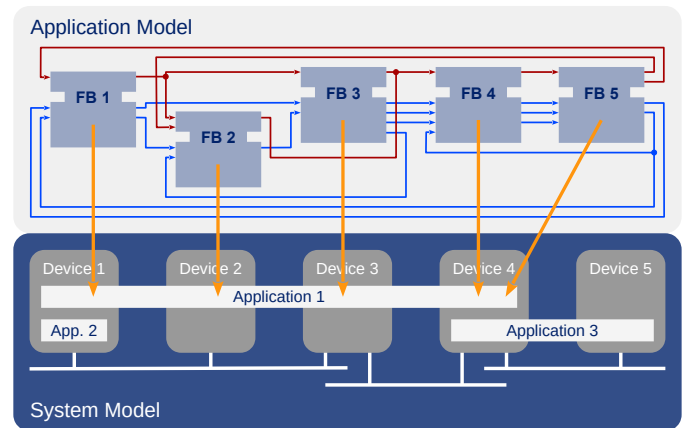 Application Model
FB 1
FB 2
FB 3
FB 4
FB 5
Device 1
Device 2
Device 3
Device 4
Device 5
Application 1
App. 2
Application 3
System Model